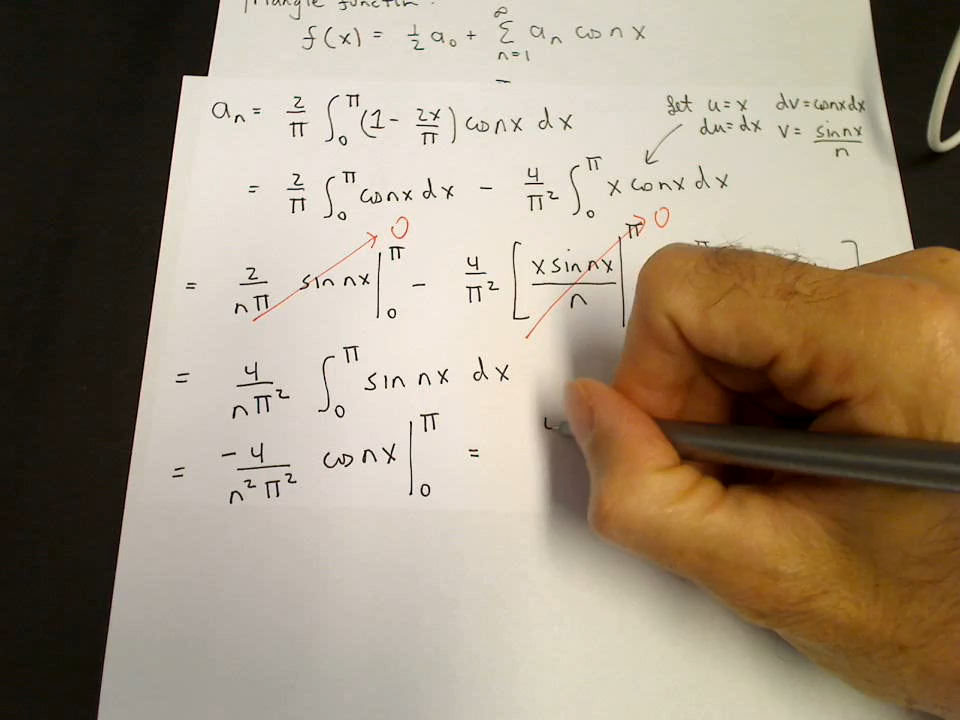 Triangle function:
f(x) = ½ a₀ + ∑_{n=1}^{∞} aₙ cos nx
aₙ = 2/π ∫₀^π (1 - 2x/π) cos nx dx
let u = x dv = cos nx dx
du = dx v = sin nx / n
= 2/π ∫₀^π cos nx dx - 4/π² ∫₀^π x cos nx dx
= 2/nπ sin nx |₀^π → 0 - 4/π² [ x sin nx / n |^π → 0 π ]
= 4/nπ² ∫₀^π sin nx dx
= -4/n²π² cos nx |₀^π =